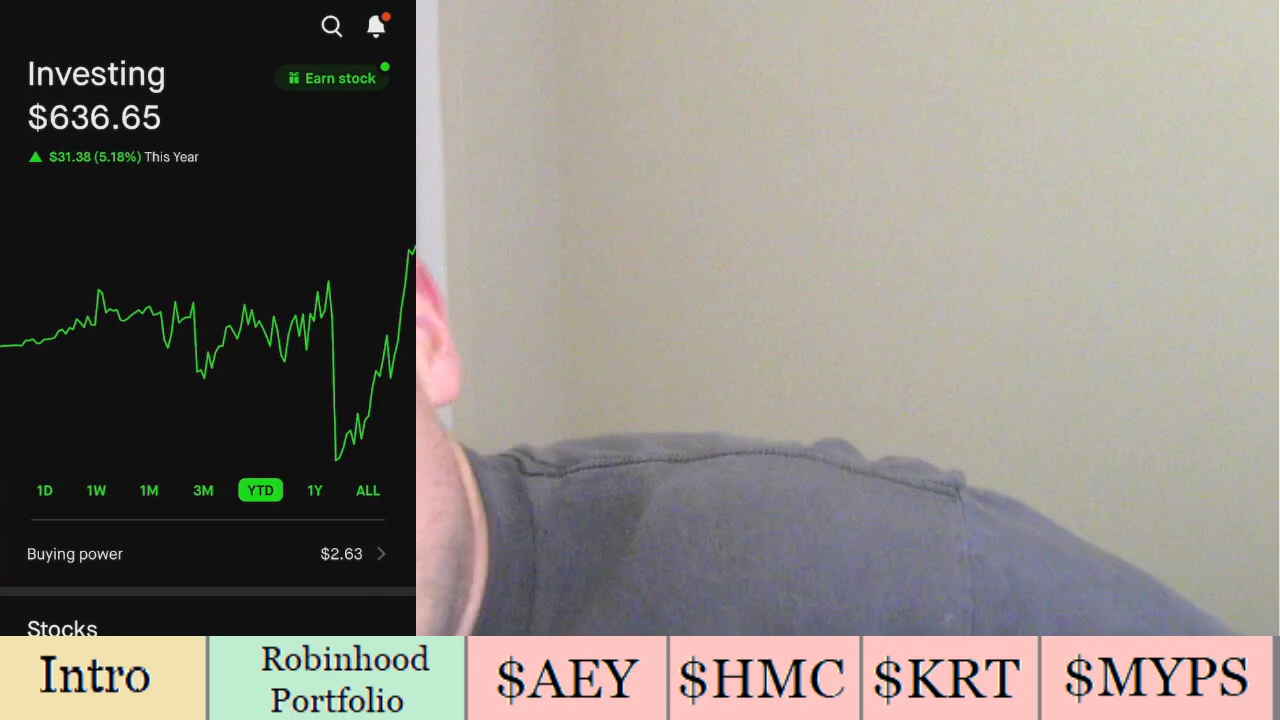 Investing
Earn stock
$636.65
$31.38 (5.18%) This Year
1D 1W 1M 3M YTD 1Y ALL
Buying power $2.63
Stocks
Intro
Robinhood
Portfolio
$AEY
$HMC
$KRT
$MYPS